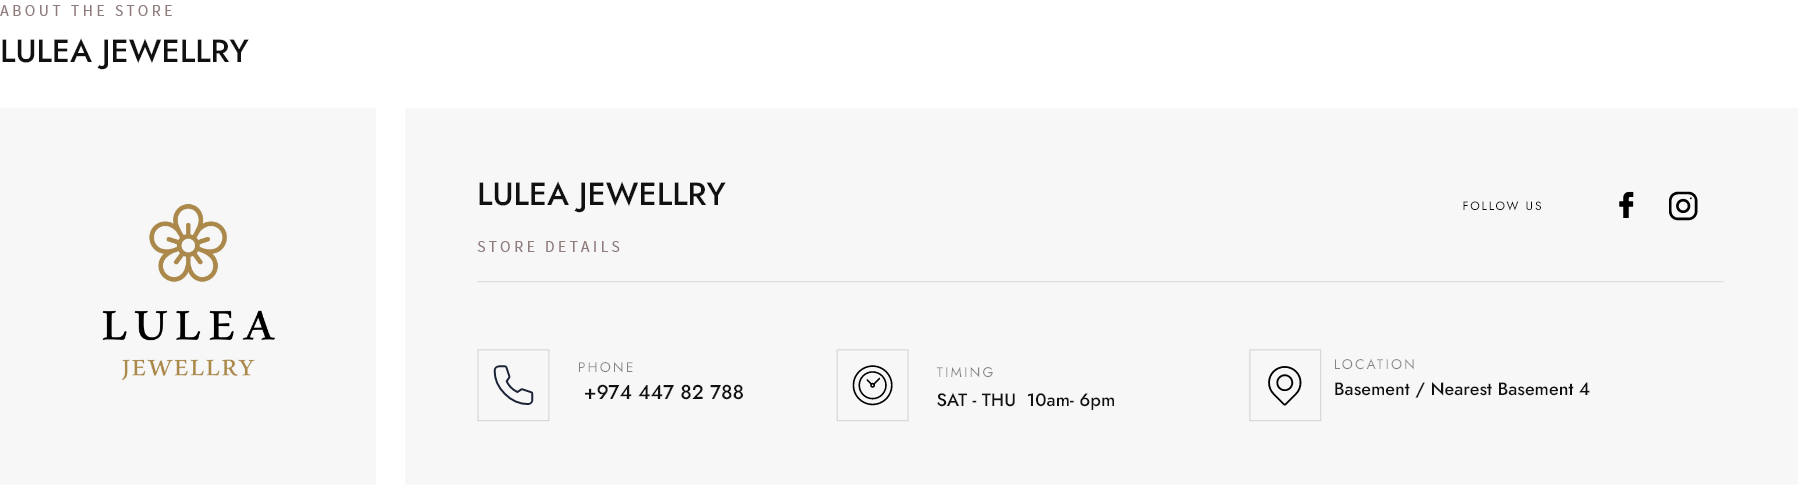 ABOUT THE STORE
LULEA JEWELLRY
LULEA
JEWELLRY
LULEA JEWELLRY
FOLLOW US
STORE DETAILS
PHONE
+974 447 82 788
TIMING
SAT - THU 10am- 6pm
LOCATION
Basement / Nearest Basement 4